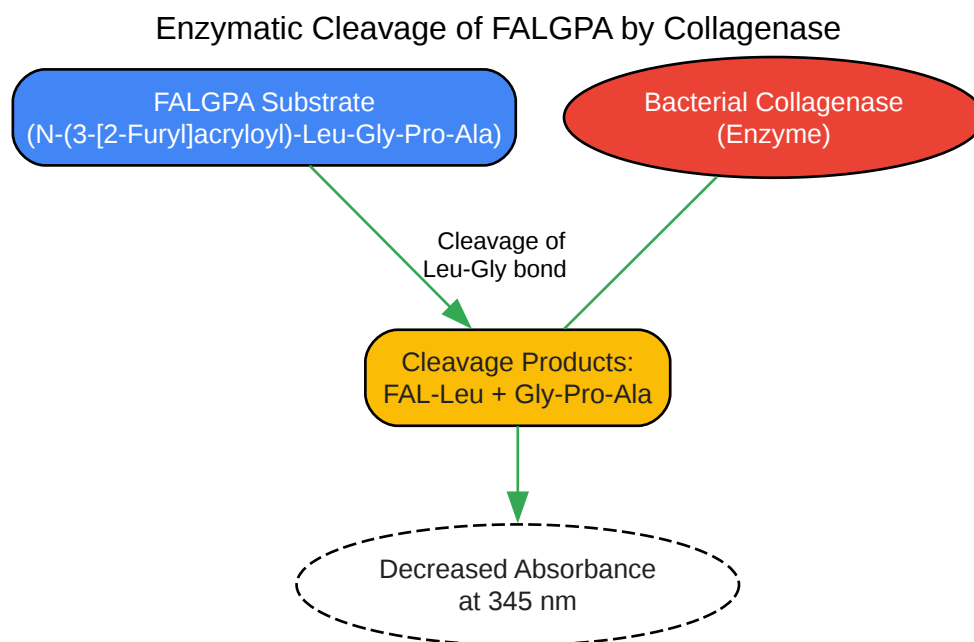 Enzymatic Cleavage of FALGPA by Collagenase
FALGPA Substrate
(N-(3-[2-Furyl]acryloyl)-Leu-Gly-Pro-Ala)
Bacterial Collagenase
(Enzyme)
Cleavage of
Leu-Gly bond
Cleavage Products:
FAL-Leu + Gly-Pro-Ala
Decreased Absorbance
at 345 nm